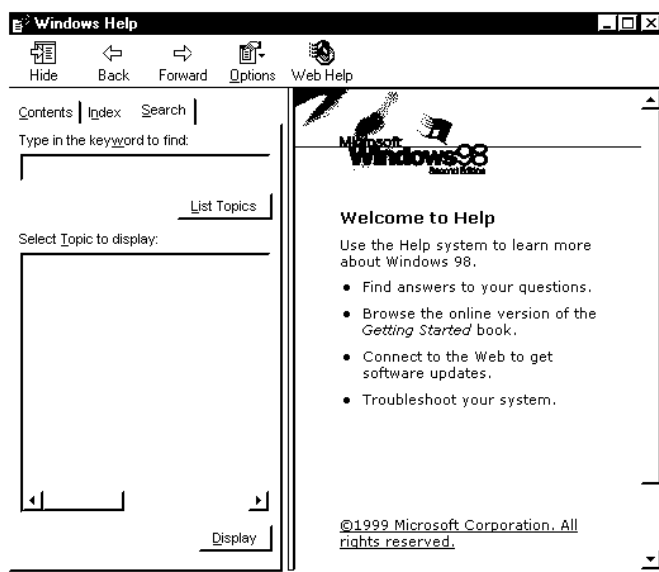 Windows Help
Hide Back Forward Options Web Help
Contents Index Search
Type in the keyword to find:
List Topics
Select Topic to display:
Display
Microsoft
Windows98
Second Edition
Welcome to Help
Use the Help system to learn more
about Windows 98.
• Find answers to your questions.
• Browse the online version of the
Getting Started book.
• Connect to the Web to get
software updates.
• Troubleshoot your system.
©1999 Microsoft Corporation. All
rights reserved.